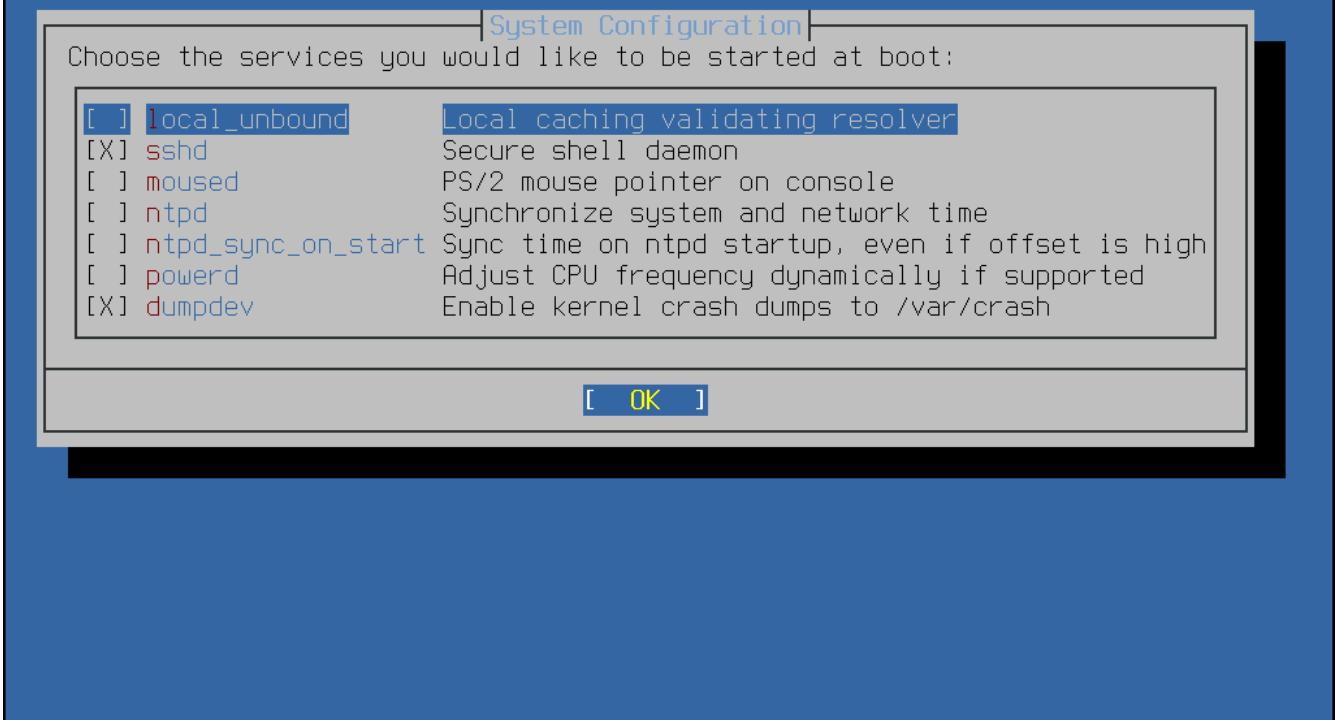 System Configuration
Choose the services you would like to be started at boot:
[ ] local_unbound Local caching validating resolver
[X] sshd Secure shell daemon
[ ] moused PS/2 mouse pointer on console
[ ] ntpd Synchronize system and network time
[ ] ntpd_sync_on_start Sync time on ntpd startup, even if offset is high
[ ] powerd Adjust CPU frequency dynamically if supported
[X] dumpdev Enable kernel crash dumps to /var/crash
[ OK ]